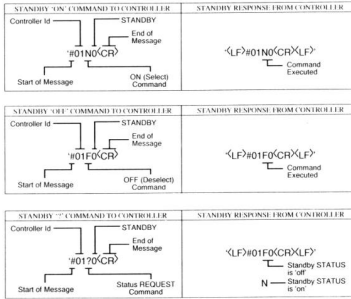 STANDBY 'ON' COMMAND TO CONTROLLER
STANDBY RESPONSE FROM CONTROLLER
Controller Id
STANDBY
End of
Message
'#01N0<CR>
Start of Message
ON (Select)
Command
'<LF>#01N0<CR><LF>'
Command
Executed
STANDBY 'OFF' COMMAND TO CONTROLLER
STANDBY RESPONSE FROM CONTROLLER
Controller Id
STANDBY
End of
Message
'#01F0<CR>
Start of Message
OFF (Deselect)
Command
'<LF>#01F0<CR><LF>'
Command
Executed
STANDBY '?' COMMAND TO CONTROLLER
STANDBY RESPONSE FROM CONTROLLER
Controller Id
STANDBY
End of
Message
'#01?0<CR>
Start of Message
Status REQUEST
Command
'<LF>#01F0<CR><LF>'
Standby STATUS
is 'off'
N — Standby STATUS
is 'on'